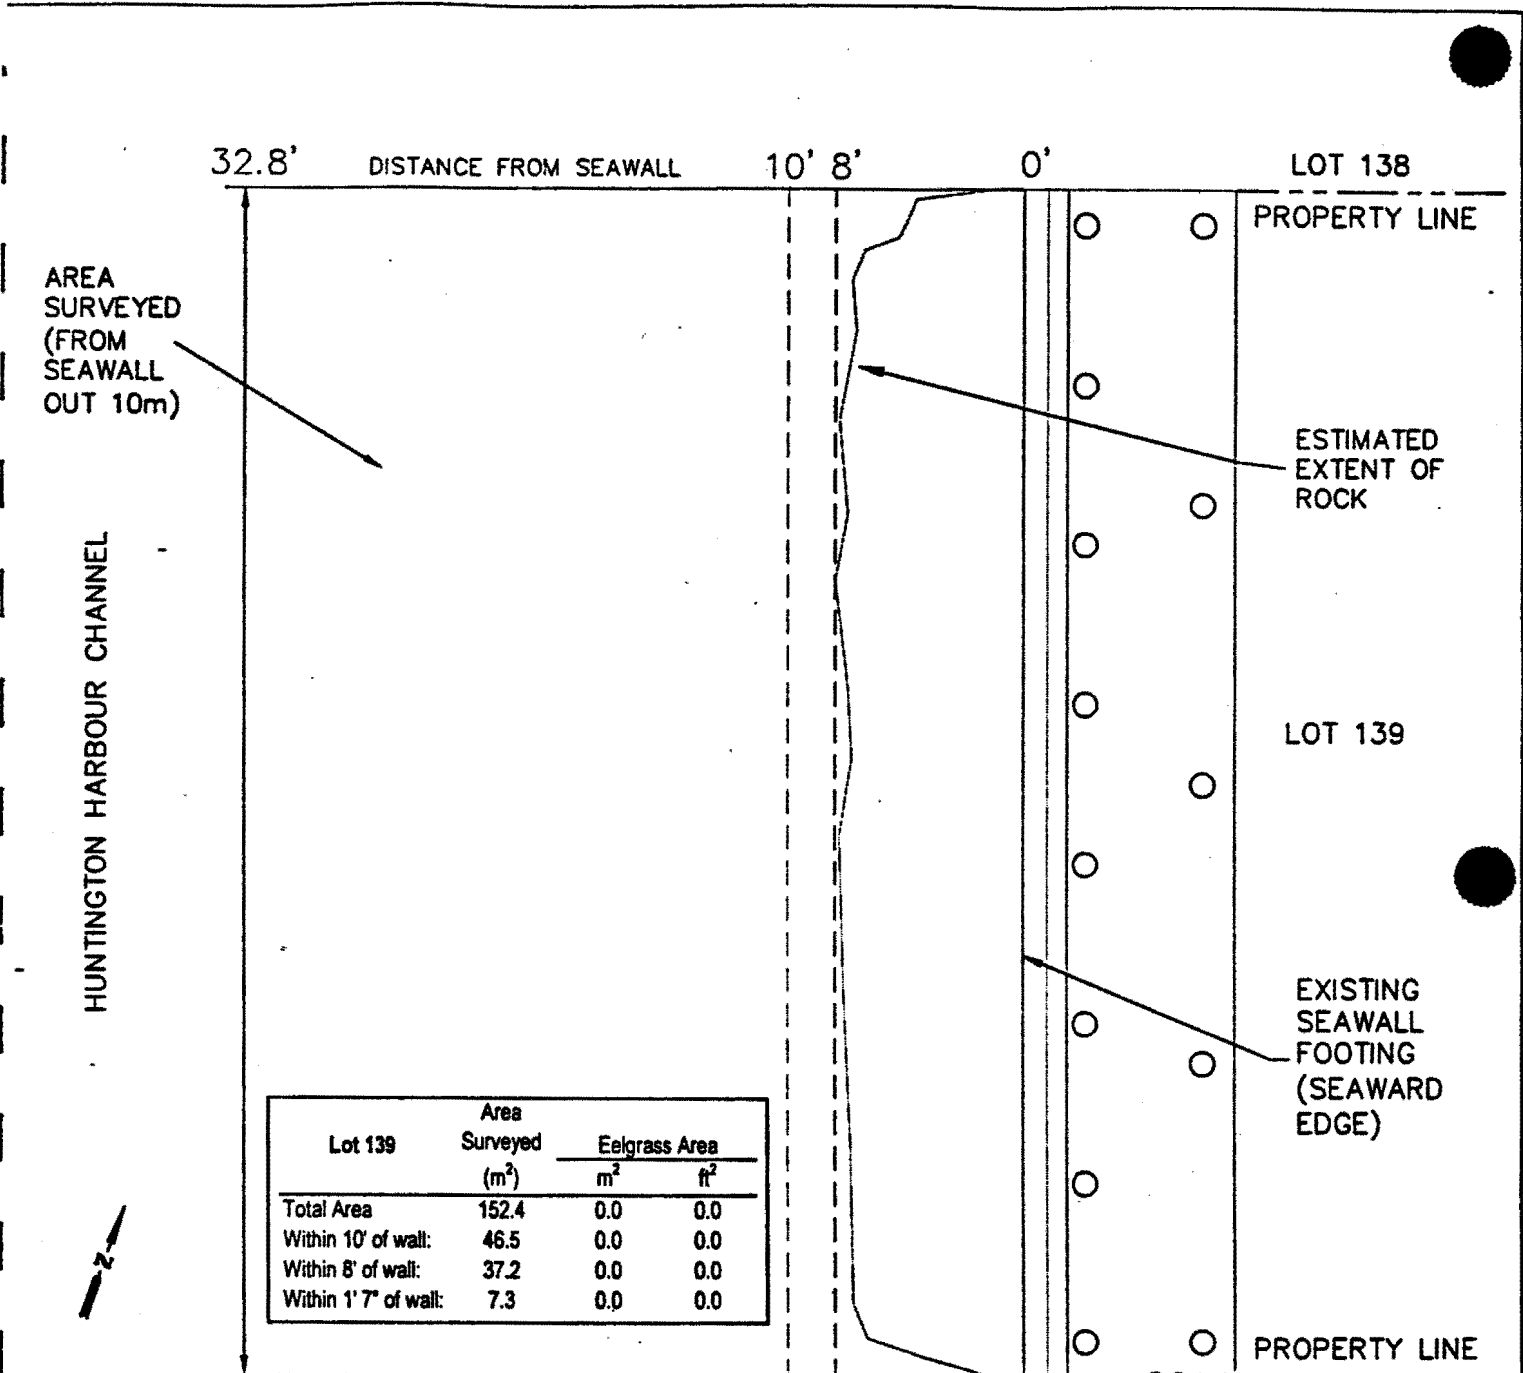 32.8' DISTANCE FROM SEAWALL 10' 8' 0' LOT 138
PROPERTY LINE
AREA
SURVEYED
(FROM
SEAWALL
OUT 10m)
ESTIMATED
EXTENT OF
ROCK
HUNTINGTON HARBOUR CHANNEL
LOT 139
EXISTING
SEAWALL
FOOTING
(SEAWARD
EDGE)
Area
Lot 139 Surveyed Eelgrass Area
(m²) m² ft²
Total Area 152.4 0.0 0.0
Within 10' of wall: 46.5 0.0 0.0
Within 8' of wall: 37.2 0.0 0.0
Within 1' 7" of wall: 7.3 0.0 0.0
N
PROPERTY LINE